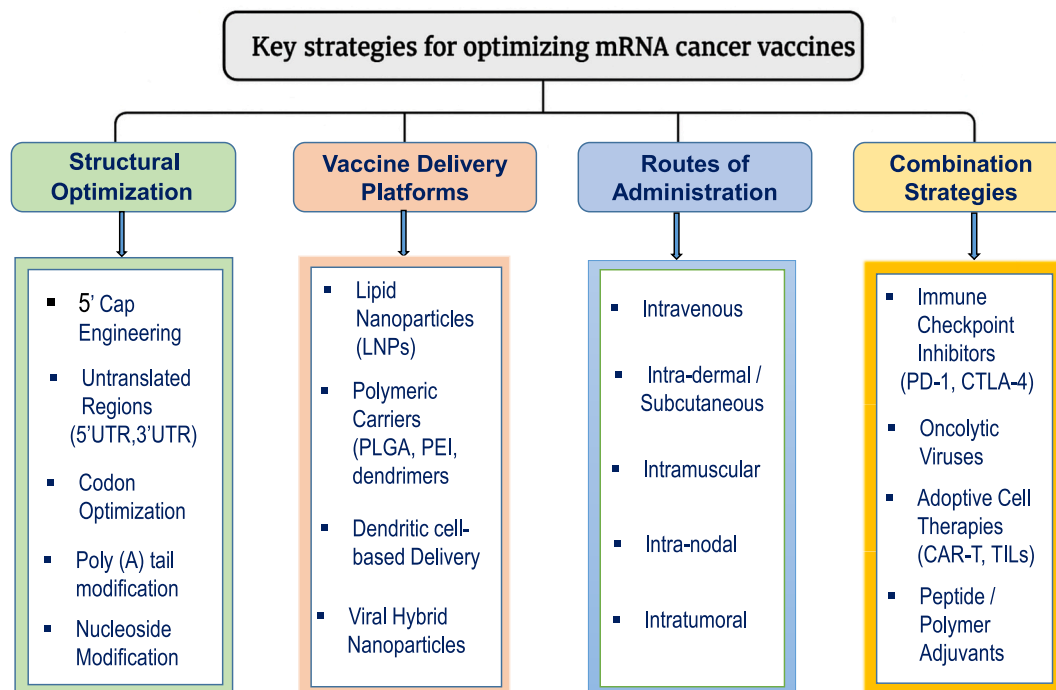 Key strategies for optimizing mRNA cancer vaccines
Structural
Optimization
▪ 5' Cap
Engineering
▪ Untranslated
Regions
(5'UTR,3'UTR)
▪ Codon
Optimization
▪ Poly (A) tail
modification
▪ Nucleoside
Modification
Vaccine Delivery
Platforms
▪ Lipid
Nanoparticles
(LNPs)
▪ Polymeric
Carriers
(PLGA, PEI,
dendrimers
▪ Dendritic cell-
based Delivery
▪ Viral Hybrid
Nanoparticles
Routes of
Administration
▪ Intravenous
▪ Intra-dermal /
Subcutaneous
▪ Intramuscular
▪ Intra-nodal
▪ Intratumoral
Combination
Strategies
▪ Immune
Checkpoint
Inhibitors
(PD-1, CTLA-4)
▪ Oncolytic
Viruses
▪ Adoptive Cell
Therapies
(CAR-T, TILs)
▪ Peptide /
Polymer
Adjuvants